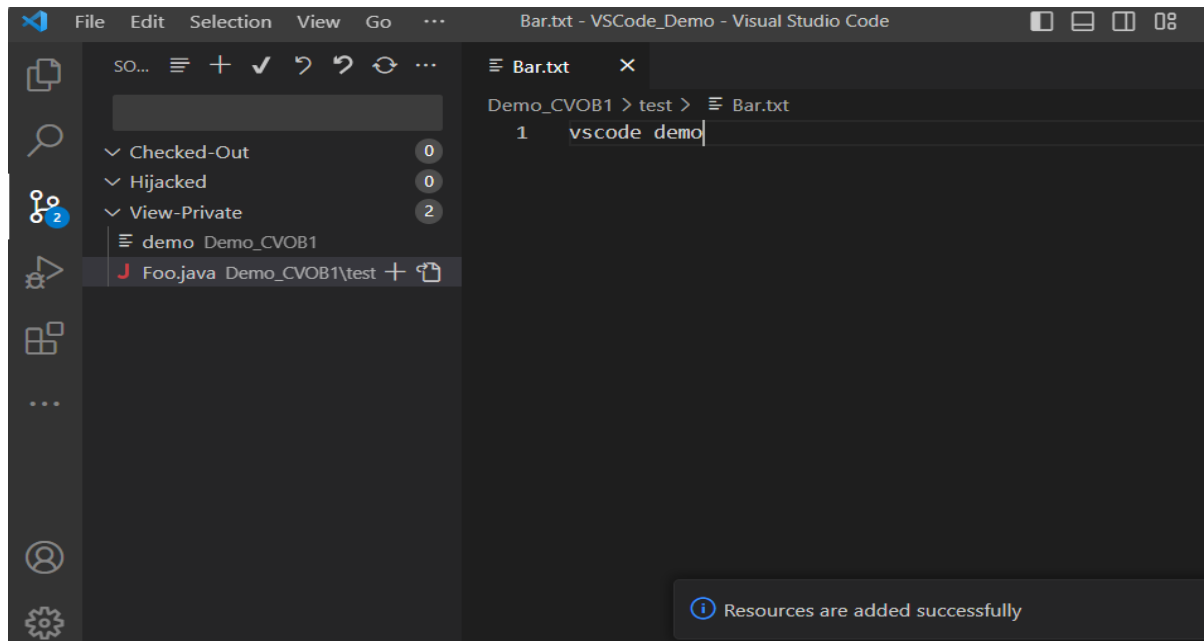 File Edit Selection View Go ··· Bar.txt - VSCode_Demo - Visual Studio Code
SO... ···
Bar.txt
Demo_CVOB1 > test > Bar.txt
1 vscode demo
Checked-Out 0
Hijacked 0
View-Private 2
demo Demo_CVOB1
J Foo.java Demo_CVOB1\test
2
Resources are added successfully